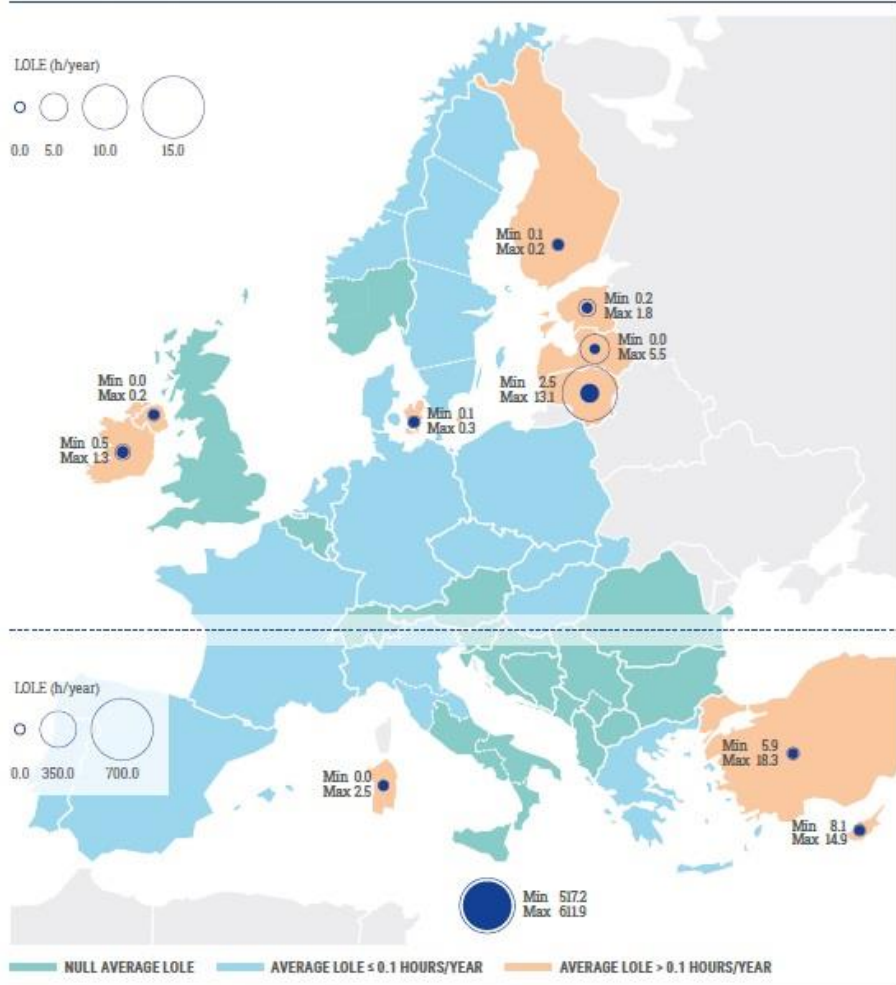 LOLE (h/year)
0.0 5.0 10.0 15.0
Min 0.1
Max 0.2
Min 0.2
Max 1.8
Min 0.0
Max 5.5
Min 2.5
Max 13.1
Min 0.0
Max 0.2
Min 0.1
Max 0.3
Min 0.5
Max 1.3
LOLE (h/year)
0.0 350.0 700.0
Min 5.9
Max 18.3
Min 0.0
Max 2.5
Min 8.1
Max 14.9
Min 517.2
Max 611.9
NULL AVERAGE LOLE AVERAGE LOLE ≤ 0.1 HOURS/YEAR AVERAGE LOLE > 0.1 HOURS/YEAR